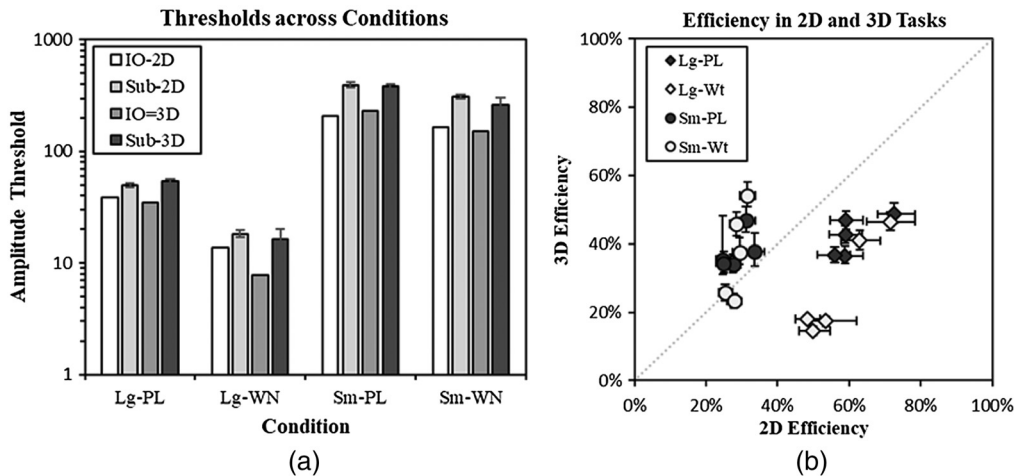 Thresholds across Conditions
1000
100
10
1
Amplitude Threshold
IO-2D
Sub-2D
IO=3D
Sub-3D
Lg-PL
Lg-WN
Sm-PL
Sm-WN
Condition
(a)
Efficiency in 2D and 3D Tasks
100%
80%
60%
40%
20%
0%
3D Efficiency
Lg-PL
Lg-Wt
Sm-PL
Sm-Wt
0%
20%
40%
60%
80%
100%
2D Efficiency
(b)